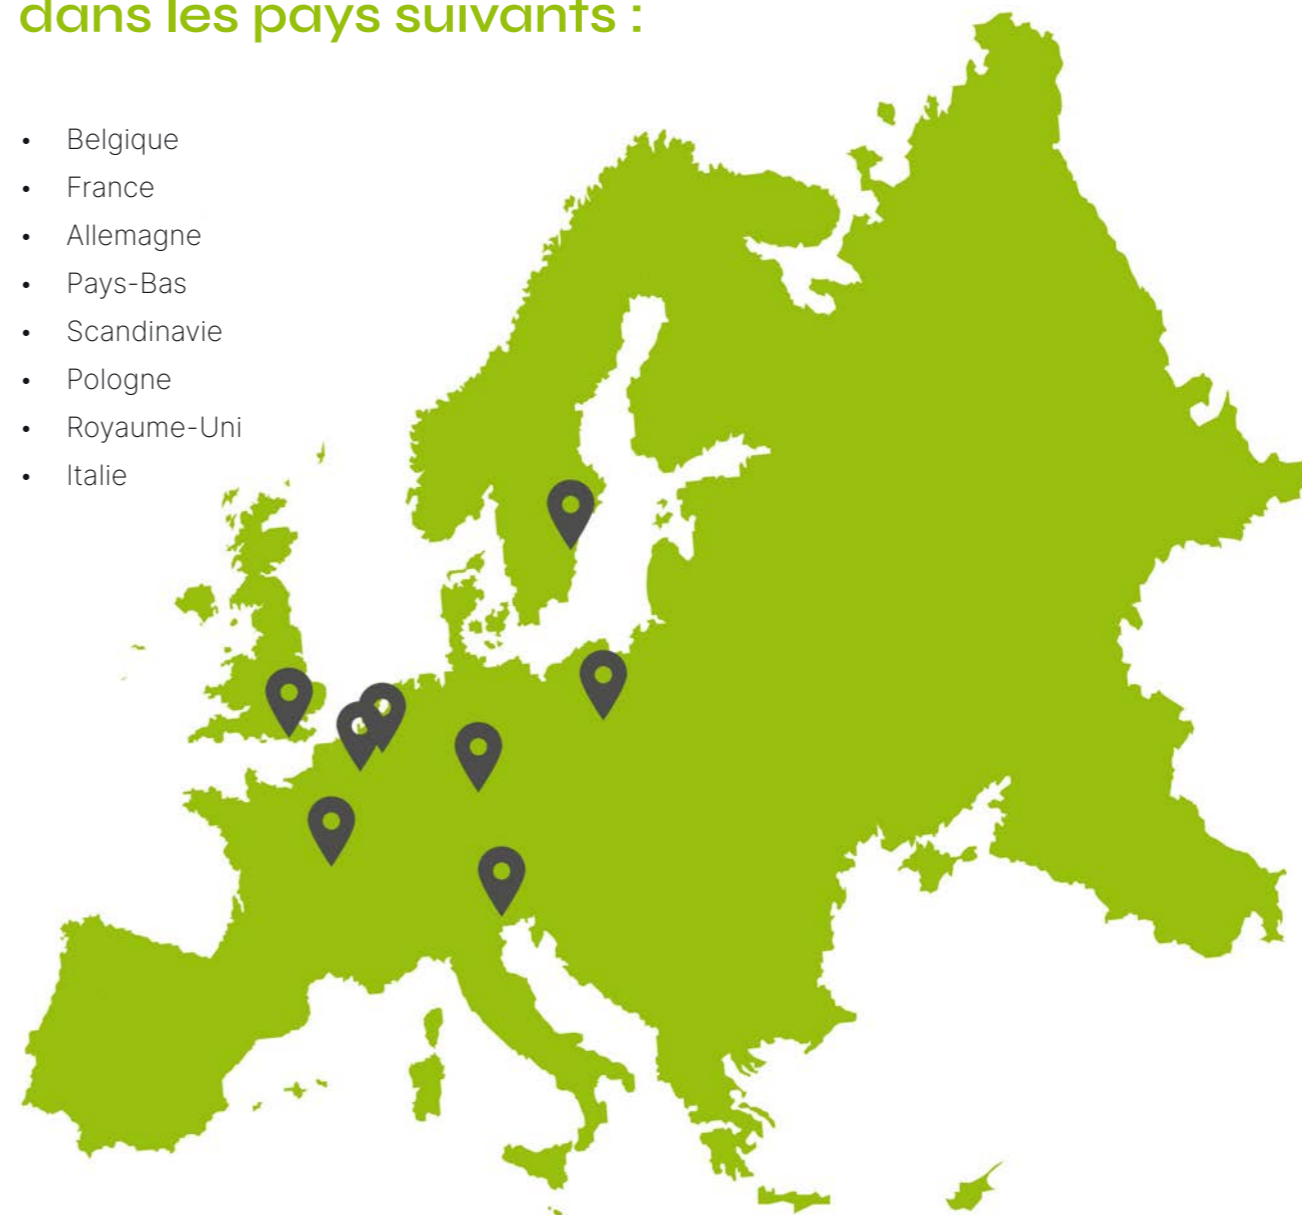 dans les pays suivants :
• Belgique
• France
• Allemagne
• Pays-Bas
• Scandinavie
• Pologne
• Royaume-Uni
• Italie